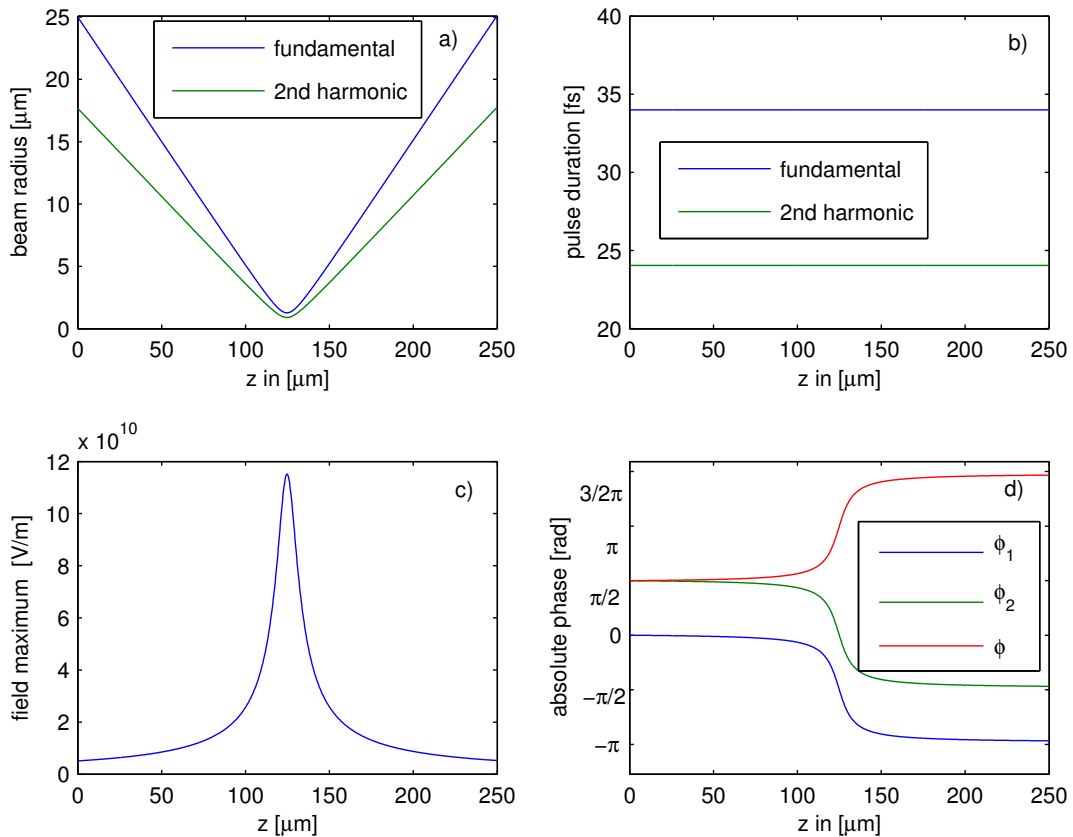 a)
fundamental
2nd harmonic
25
20
15
10
5
0
beam radius [μm]
0 50 100 150 200 250
z in [μm]
b)
fundamental
2nd harmonic
40
35
30
25
20
pulse duration [fs]
0 50 100 150 200 250
z in [μm]
x 10^10
c)
12
10
8
6
4
2
0
field maximum [V/m]
0 50 100 150 200 250
z [μm]
d)
ϕ_1
ϕ_2
ϕ
3/2π
π
π/2
0
−π/2
−π
absolute phase [rad]
0 50 100 150 200 250
z in [μm]